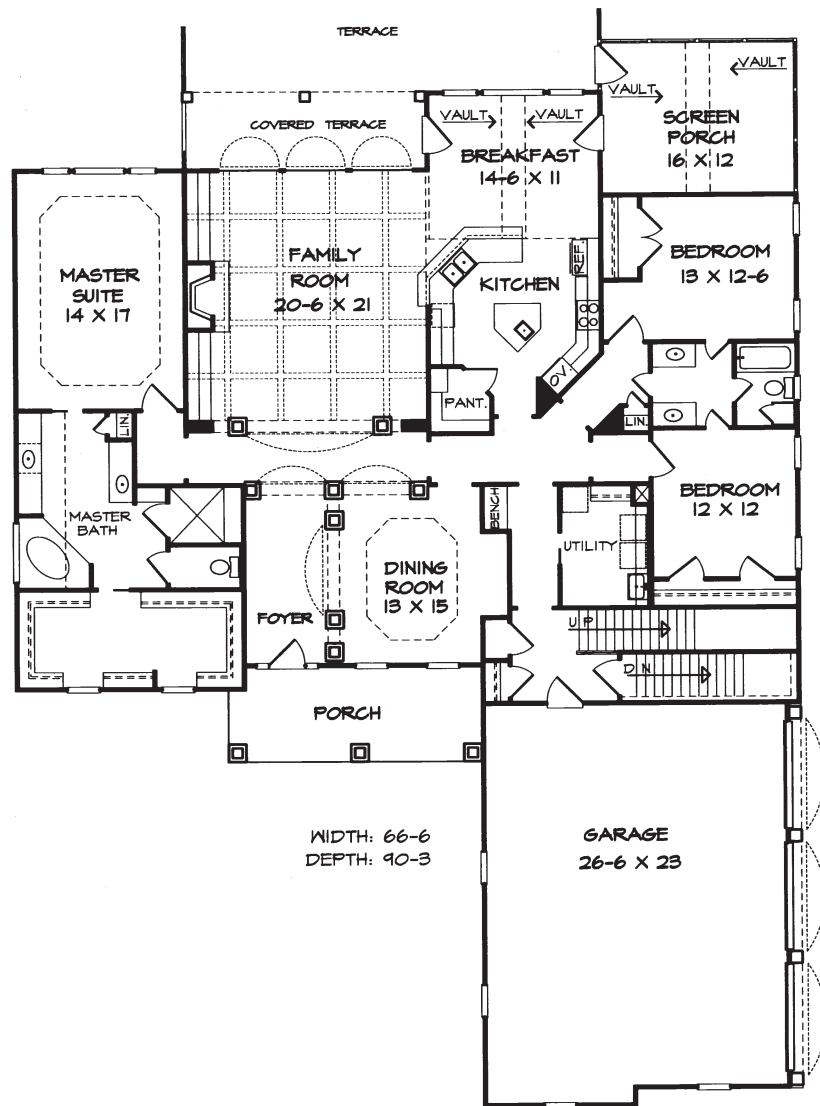 TERRACE
VAULT
VAULT
VAULT
VAULT
COVERED TERRACE
SCREEN
PORCH
16 X 12
BREAKFAST
14-6 X 11
FAMILY
ROOM
20-6 X 21
BEDROOM
13 X 12-6
MASTER
SUITE
14 X 17
KITCHEN
REF.
OV.
PANT.
LIN.
LIN.
BEDROOM
12 X 12
BENCH
MASTER
BATH
UTILITY
DINING
ROOM
13 X 15
FOYER
UP
DN
PORCH
WIDTH: 66-6
DEPTH: 90-3
GARAGE
26-6 X 23